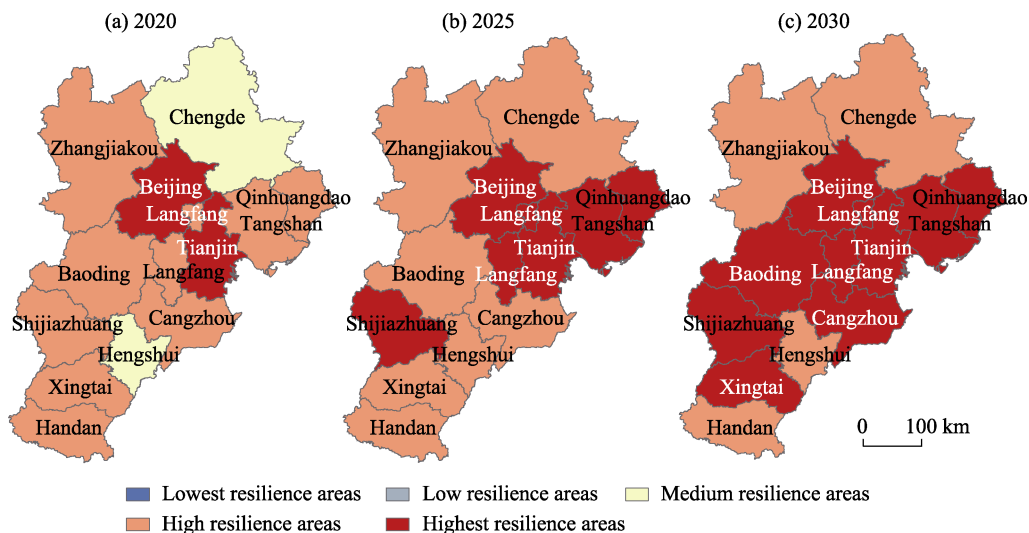 (a) 2020
(b) 2025
(c) 2030
Chengde
Zhangjiakou
Beijing
Qinhuangdao
Langfang
Tangshan
Tianjin
Baoding
Langfang
Shijiazhuang
Cangzhou
Hengshui
Xingtai
Handan
Chengde
Zhangjiakou
Beijing
Qinhuangdao
Langfang
Tangshan
Tianjin
Baoding
Langfang
Shijiazhuang
Cangzhou
Hengshui
Xingtai
Handan
Chengde
Zhangjiakou
Beijing
Qinhuangdao
Langfang
Tangshan
Tianjin
Baoding
Langfang
Shijiazhuang
Cangzhou
Hengshui
Xingtai
Handan
0 100 km
Lowest resilience areas
Low resilience areas
Medium resilience areas
High resilience areas
Highest resilience areas